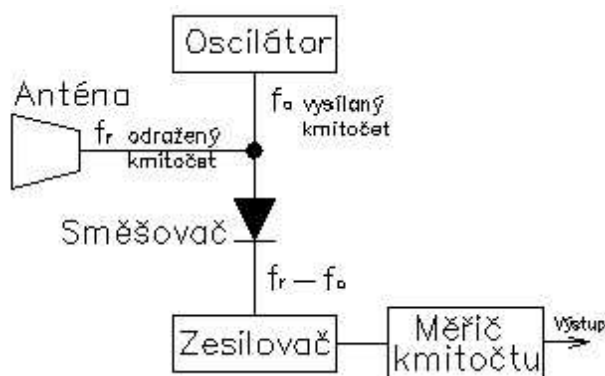 Oscilátor
Anténa
fₒ vysílaný
kmitočet
fᵣ odražený
kmitočet
Směšovač
fᵣ – fₒ
Zesilovač
Měřič
kmitočtu
Výstup